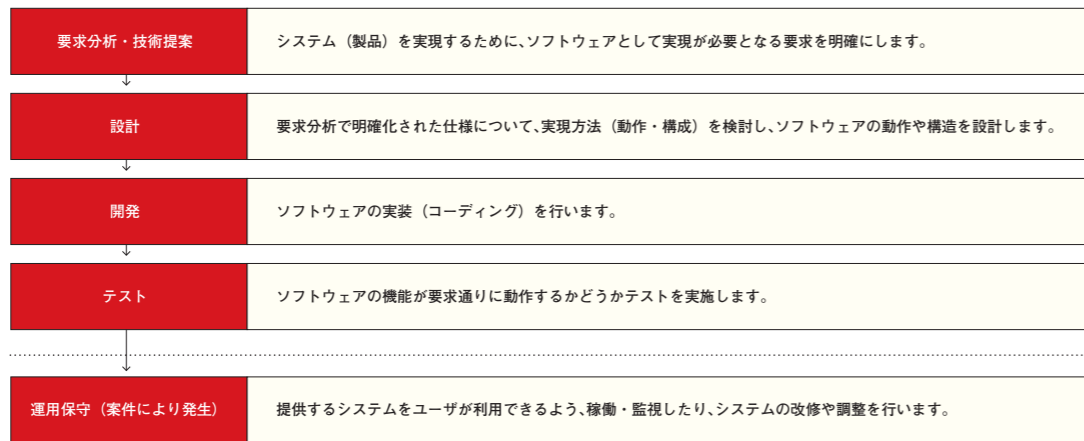 要求分析・技術提案
システム（製品）を実現するために、ソフトウェアとして実現が必要となる要求を明確にします。
設計
要求分析で明確化された仕様について、実現方法（動作・構成）を検討し、ソフトウェアの動作や構造を設計します。
開発
ソフトウェアの実装（コーディング）を行います。
テスト
ソフトウェアの機能が要求通りに動作するかどうかテストを実施します。
運用保守（案件により発生）
提供するシステムをユーザが利用できるよう、稼働・監視したり、システムの改修や調整を行います。